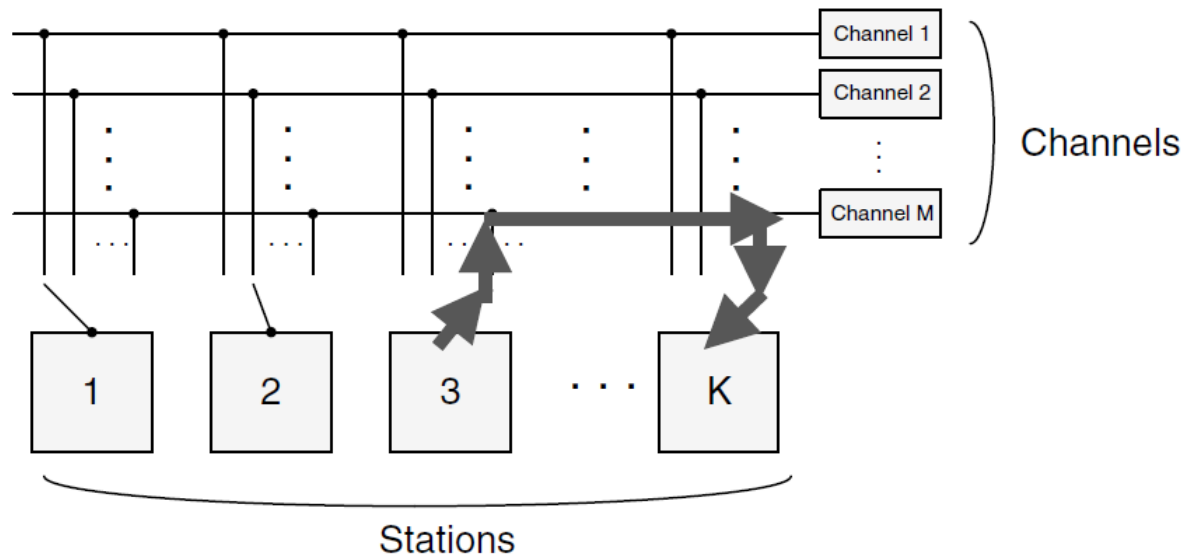 Channel 1
Channel 2
Channels
Channel M
1 2 3 . . . K
Stations